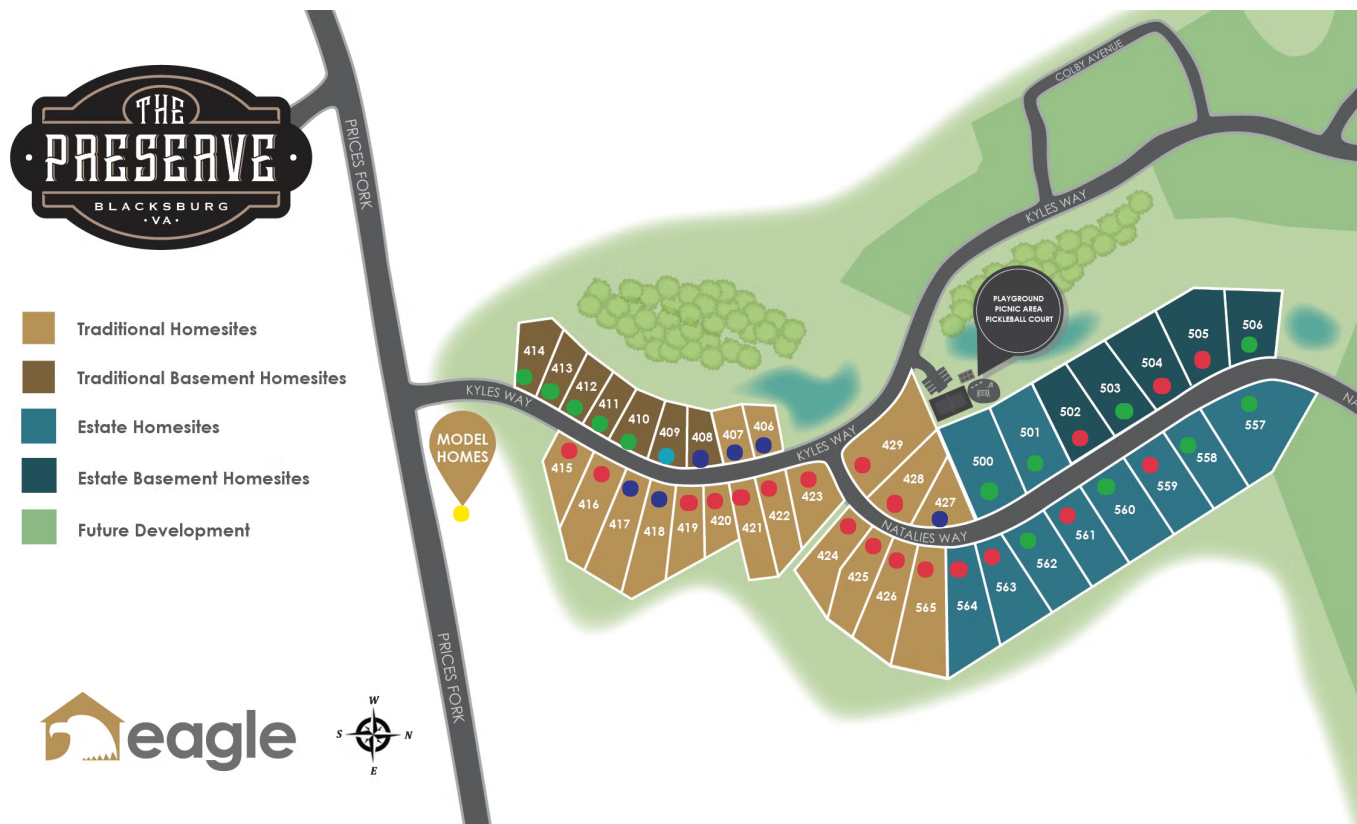 THE
PRESERVE
BLACKSBURG
• VA •
Traditional Homesites
Traditional Basement Homesites
Estate Homesites
Estate Basement Homesites
Future Development
eagle
W
S
N
E
PRICES FORK
PRICES FORK
MODEL
HOMES
KYLES WAY
KYLES WAY
KYLES WAY
COLBY AVENUE
NATALIES WAY
NA
PLAYGROUND
PICNIC AREA
PICKLEBALL COURT
414
413
412
411
410
409
408
407
406
415
416
417
418
419
420
421
422
423
429
428
427
424
425
426
565
564
563
562
561
560
559
558
557
500
501
502
503
504
505
506